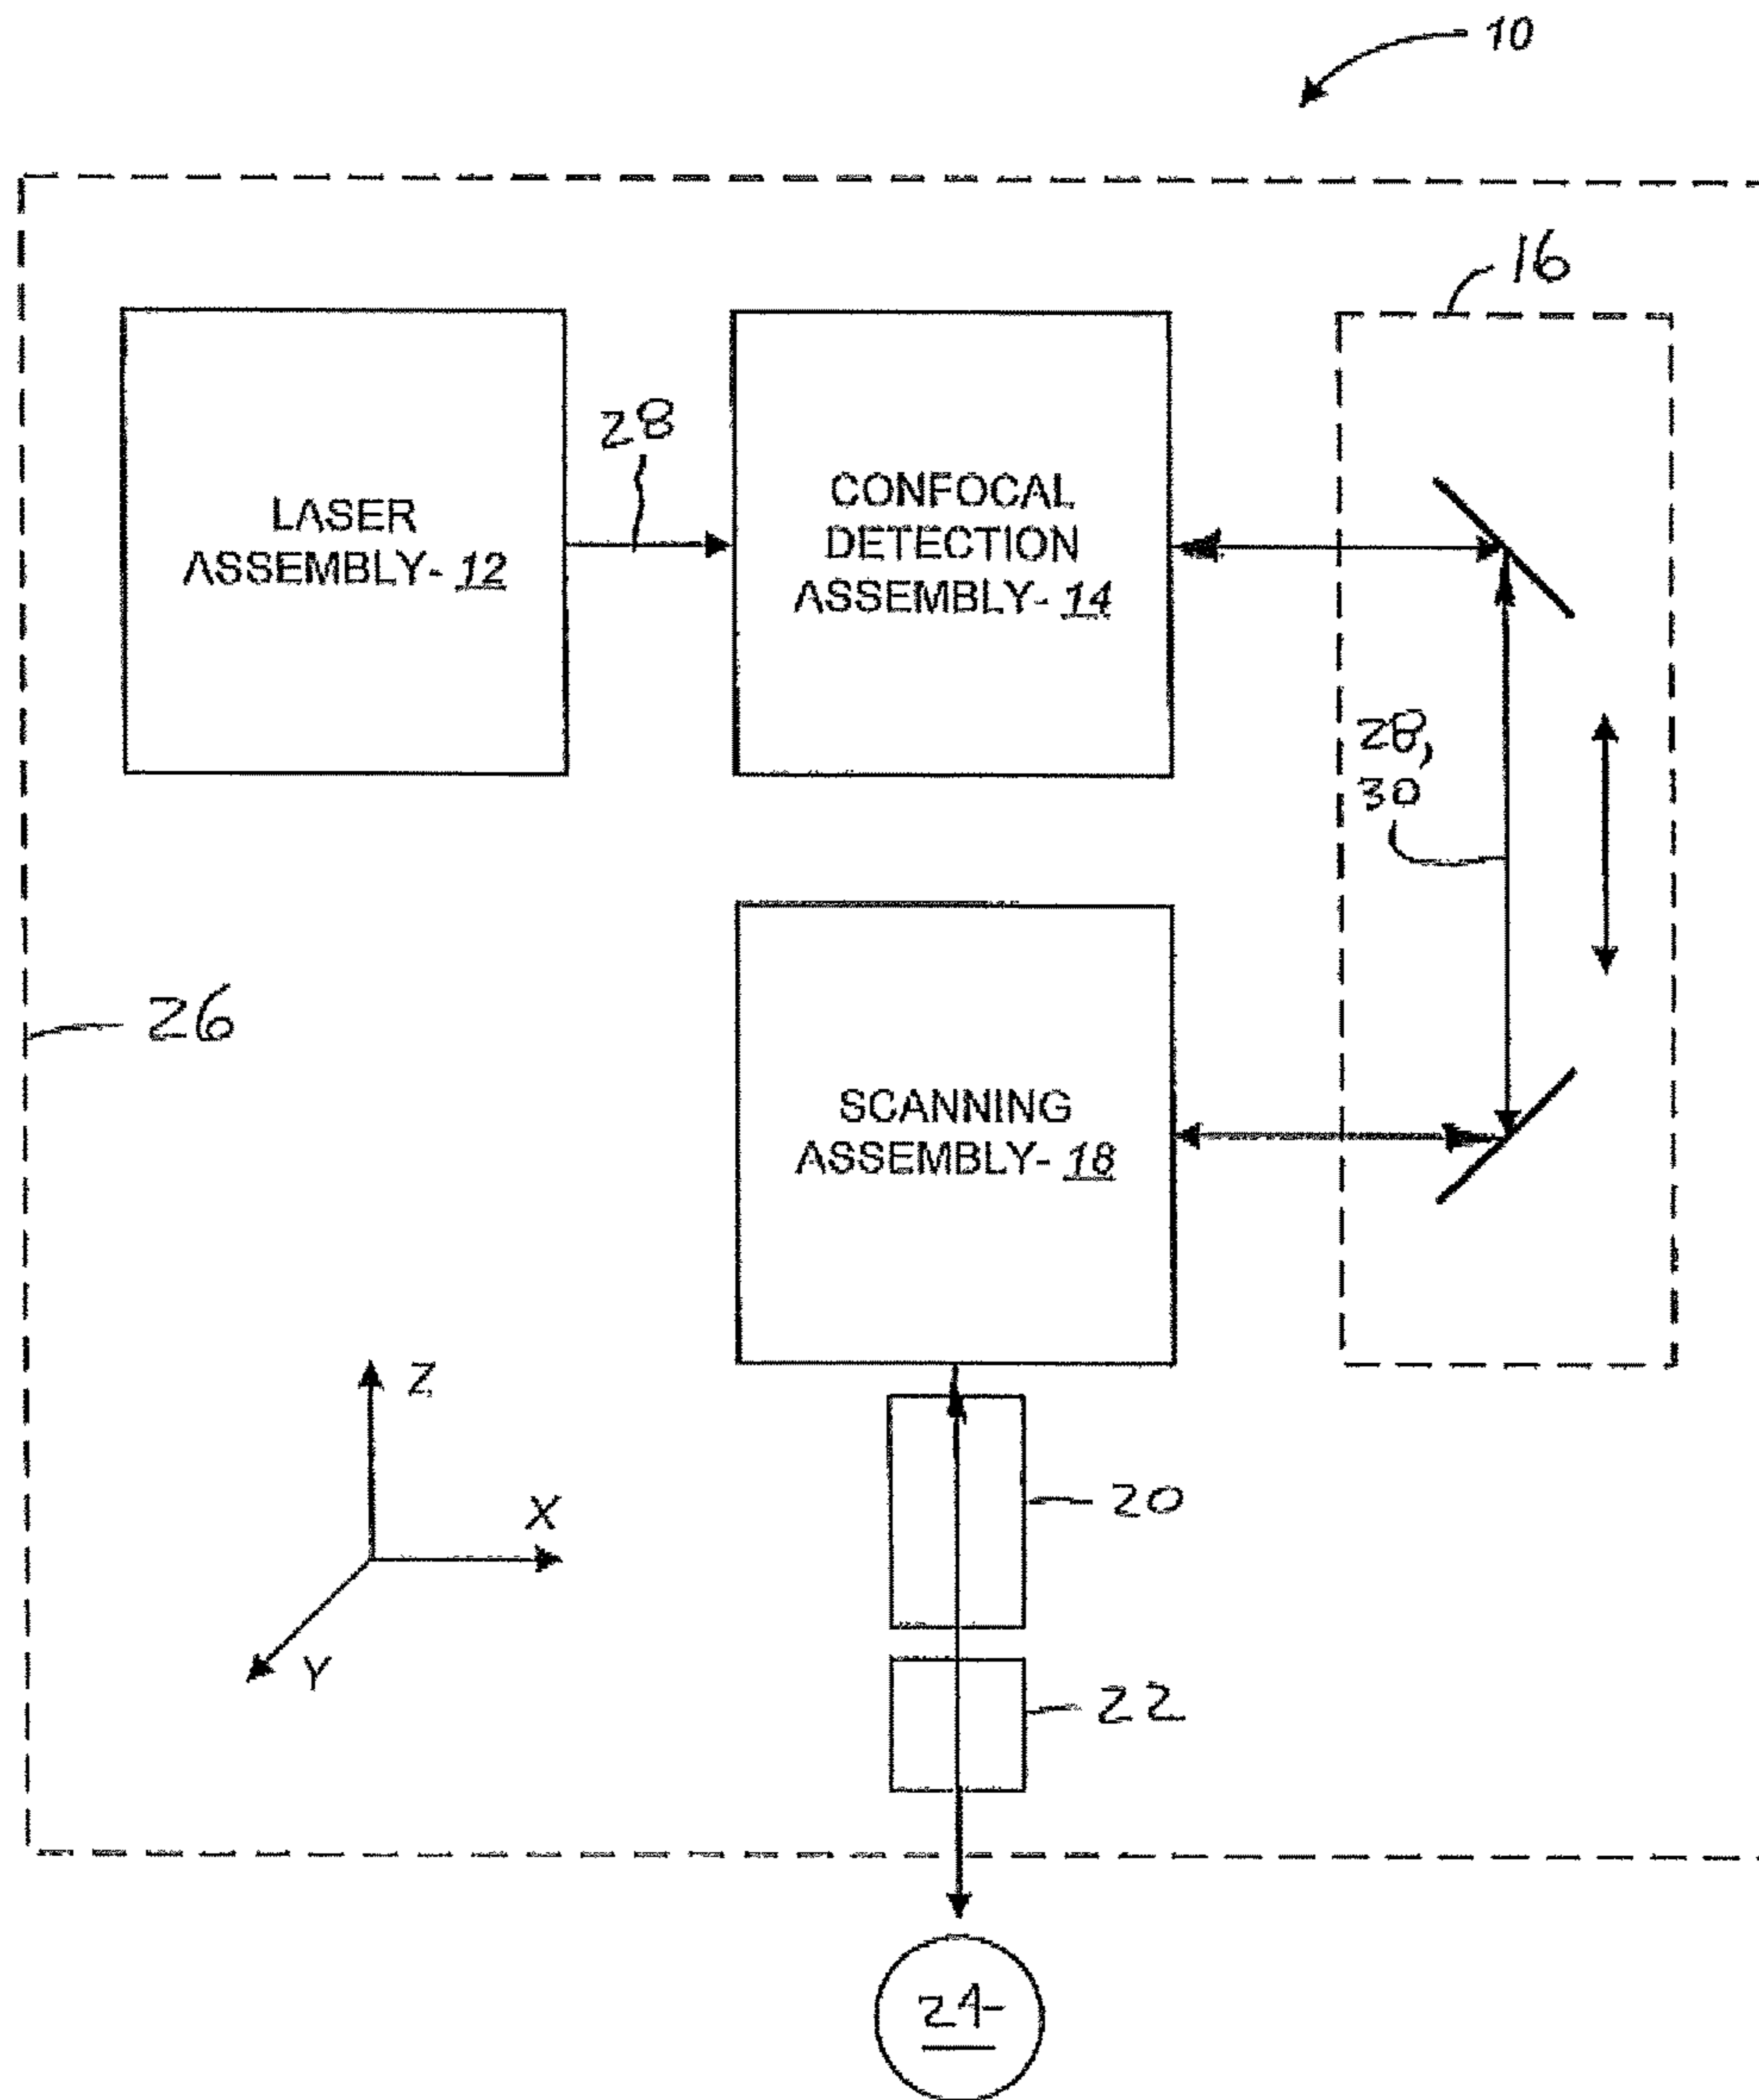 10
16
28
LASER
ASSEMBLY- 12
CONFOCAL
DETECTION
ASSEMBLY- 14
28,
30
26
SCANNING
ASSEMBLY- 18
Z
X
Y
20
22
24